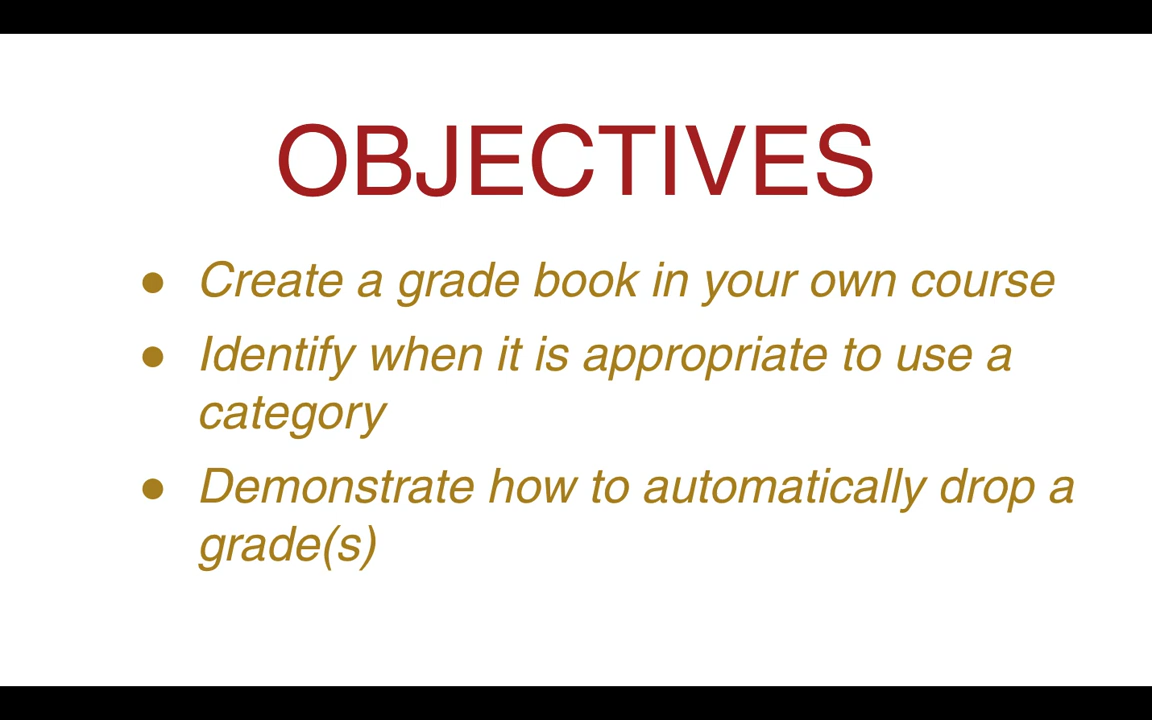 OBJECTIVES
● Create a grade book in your own course
● Identify when it is appropriate to use a
category
● Demonstrate how to automatically drop a
grade(s)